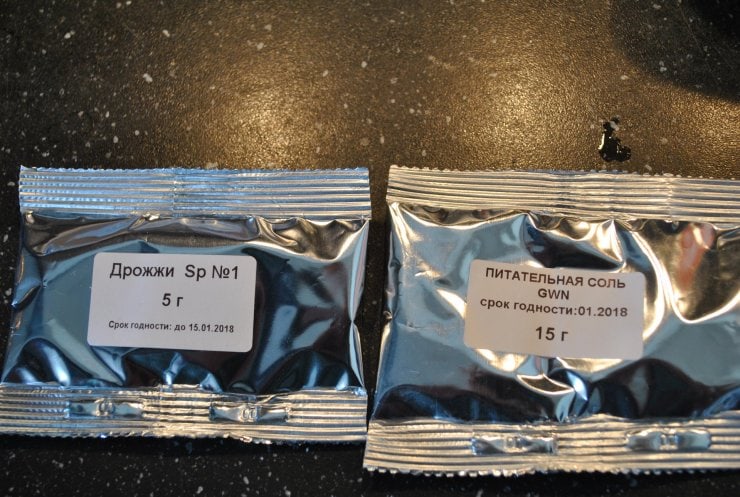 Дрожжи Sp №1
5 г
Срок годности: до 15.01.2018
ПИТАТЕЛЬНАЯ СОЛЬ
GWN
срок годности:01.2018
15 г